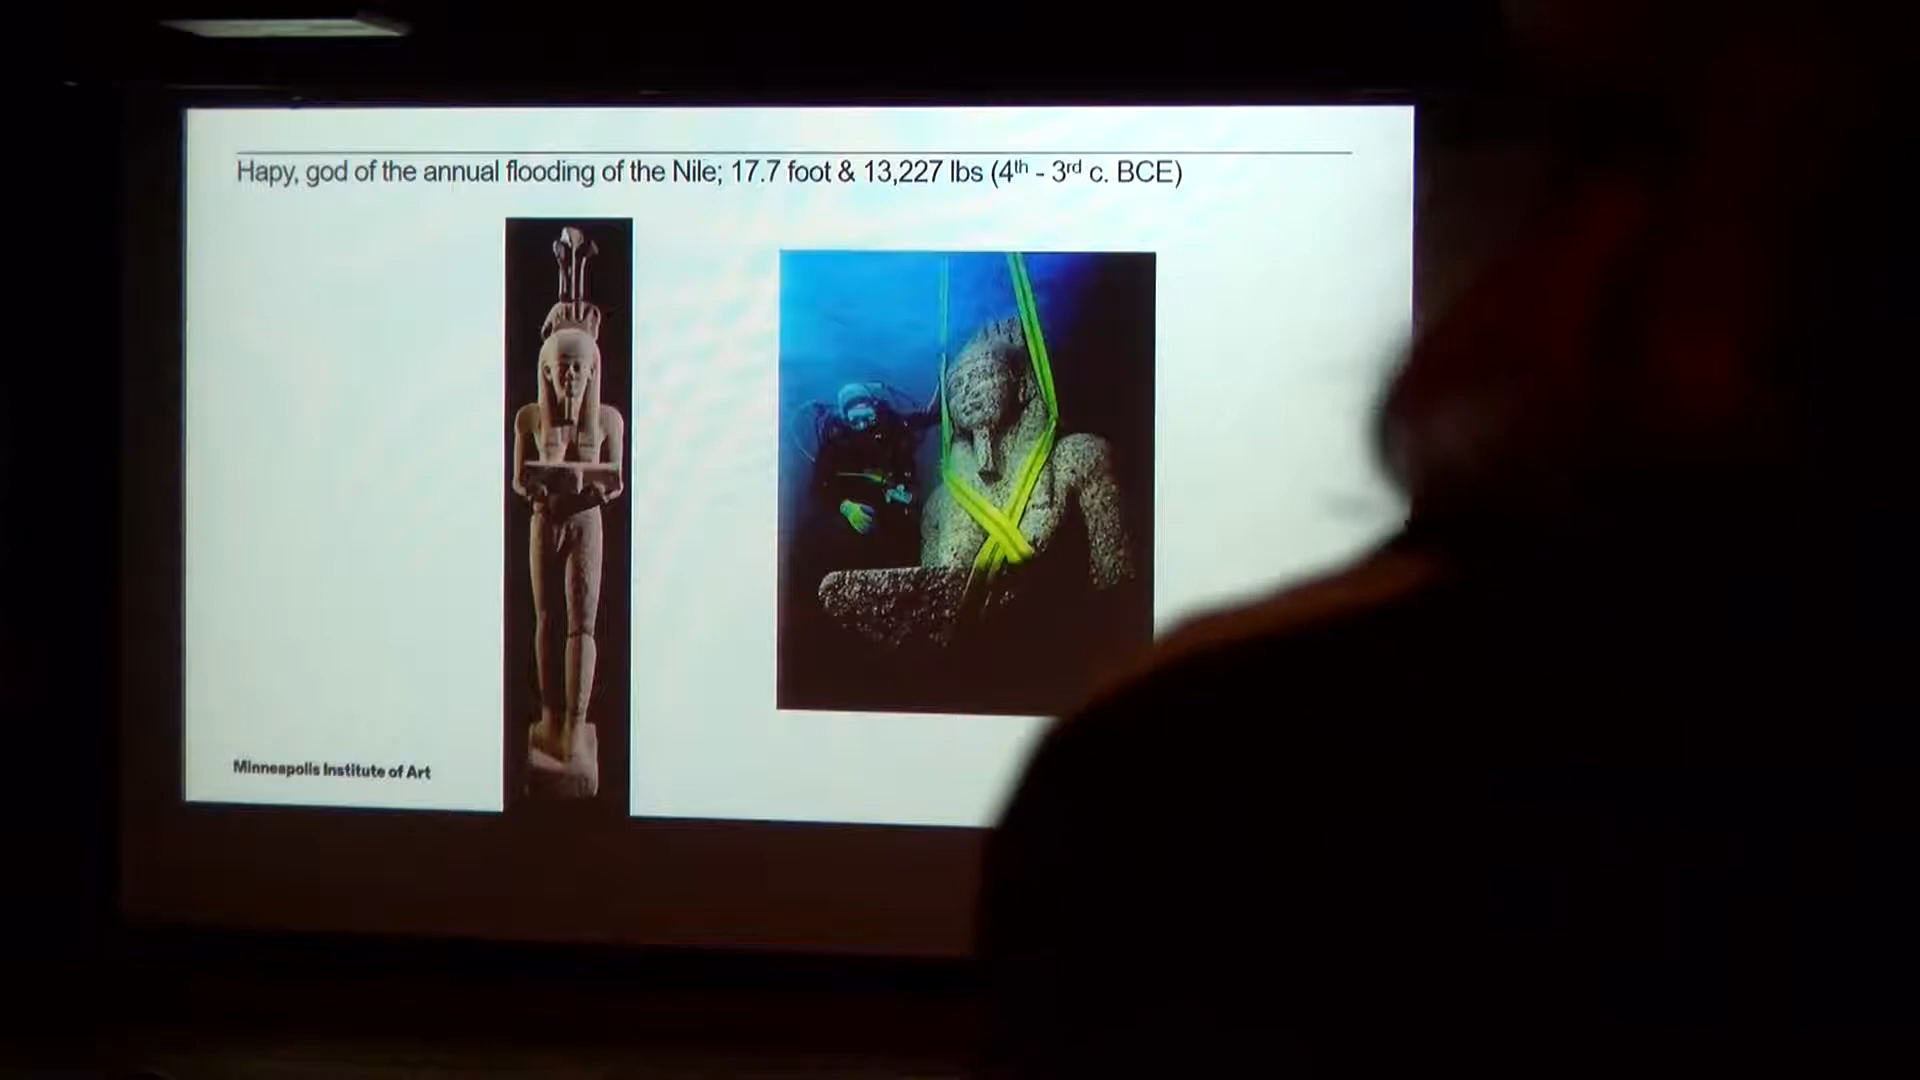 Hapy, god of the annual flooding of the Nile; 17.7 foot & 13,227 lbs (4th - 3rd c. BCE)
Minneapolis Institute of Art